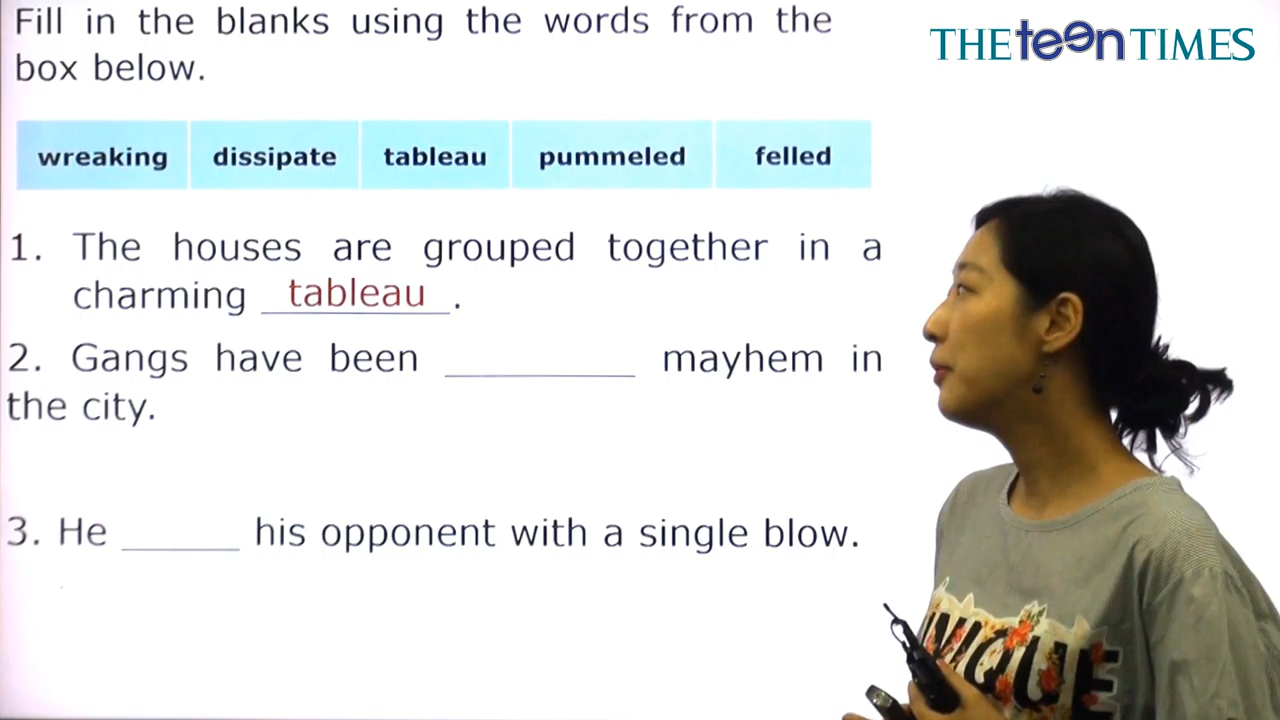 Fill in the blanks using the words from the
box below.
THE teen TIMES
wreaking dissipate tableau pummeled felled
1. The houses are grouped together in a
charming tableau.
2. Gangs have been __________ mayhem in
the city.
3. He ______ his opponent with a single blow.
UNIQUE